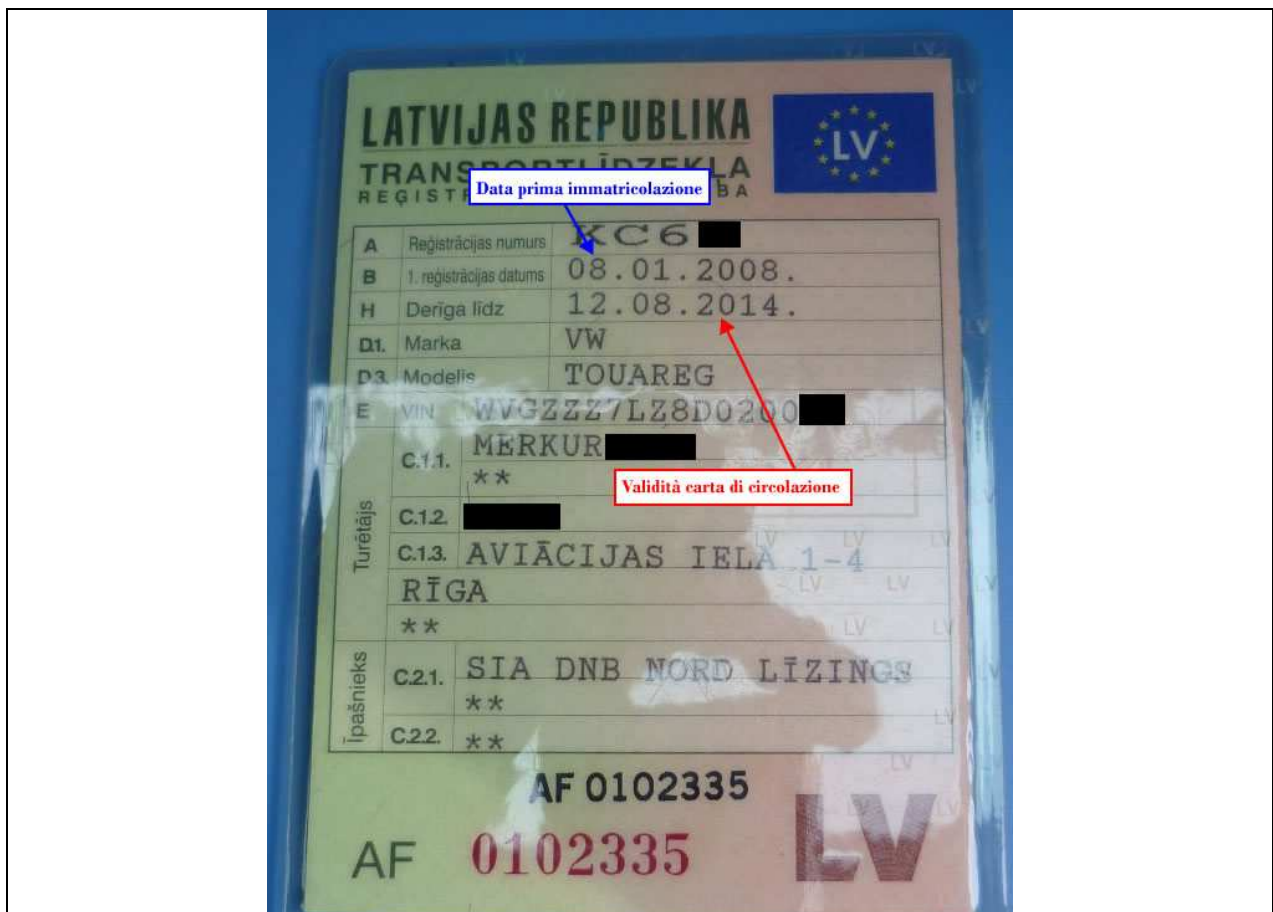 LATVIJAS REPUBLIKA
LV
Data prima immatricolazione
A Reģistrācijas numurs KC6
B 1. reģistrācijas datums 08.01.2008.
H Derīga līdz 12.08.2014.
D.1. Marka VW
D.3. Modelis TOUAREG
E VIN WVGZZZ7LZ8D0200
Turētājs
C.1.1. MERKUR
**
Validità carta di circolazione
C.1.2.
C.1.3. AVIĀCIJAS IELA 1-4
RĪGA
**
Īpašnieks
C.2.1. SIA DNB NORD LĪZINGS
**
C.2.2. **
AF 0102335
AF 0102335
LV